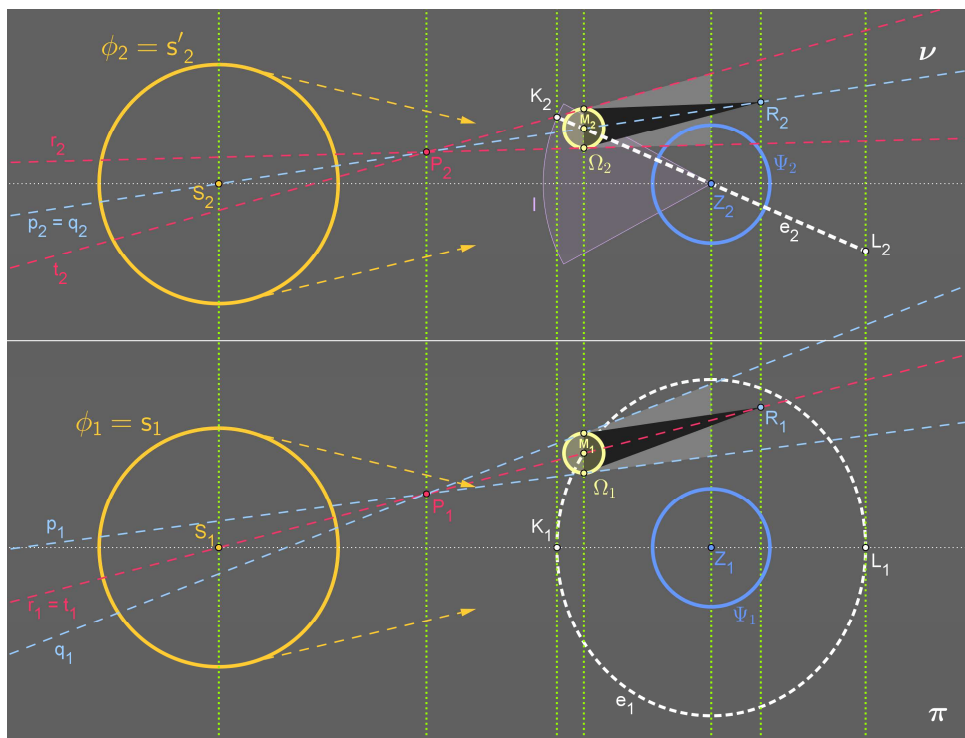 ϕ₂ = s′₂
ν
K₂
M₂
R₂
r₂
P₂
Ω₂
Ψ₂
S₂
Z₂
l
p₂ = q₂
e₂
L₂
t₂
ϕ₁ = s₁
R₁
M₁
Ω₁
P₁
p₁
S₁
K₁
Z₁
L₁
r₁ = t₁
Ψ₁
q₁
e₁
π